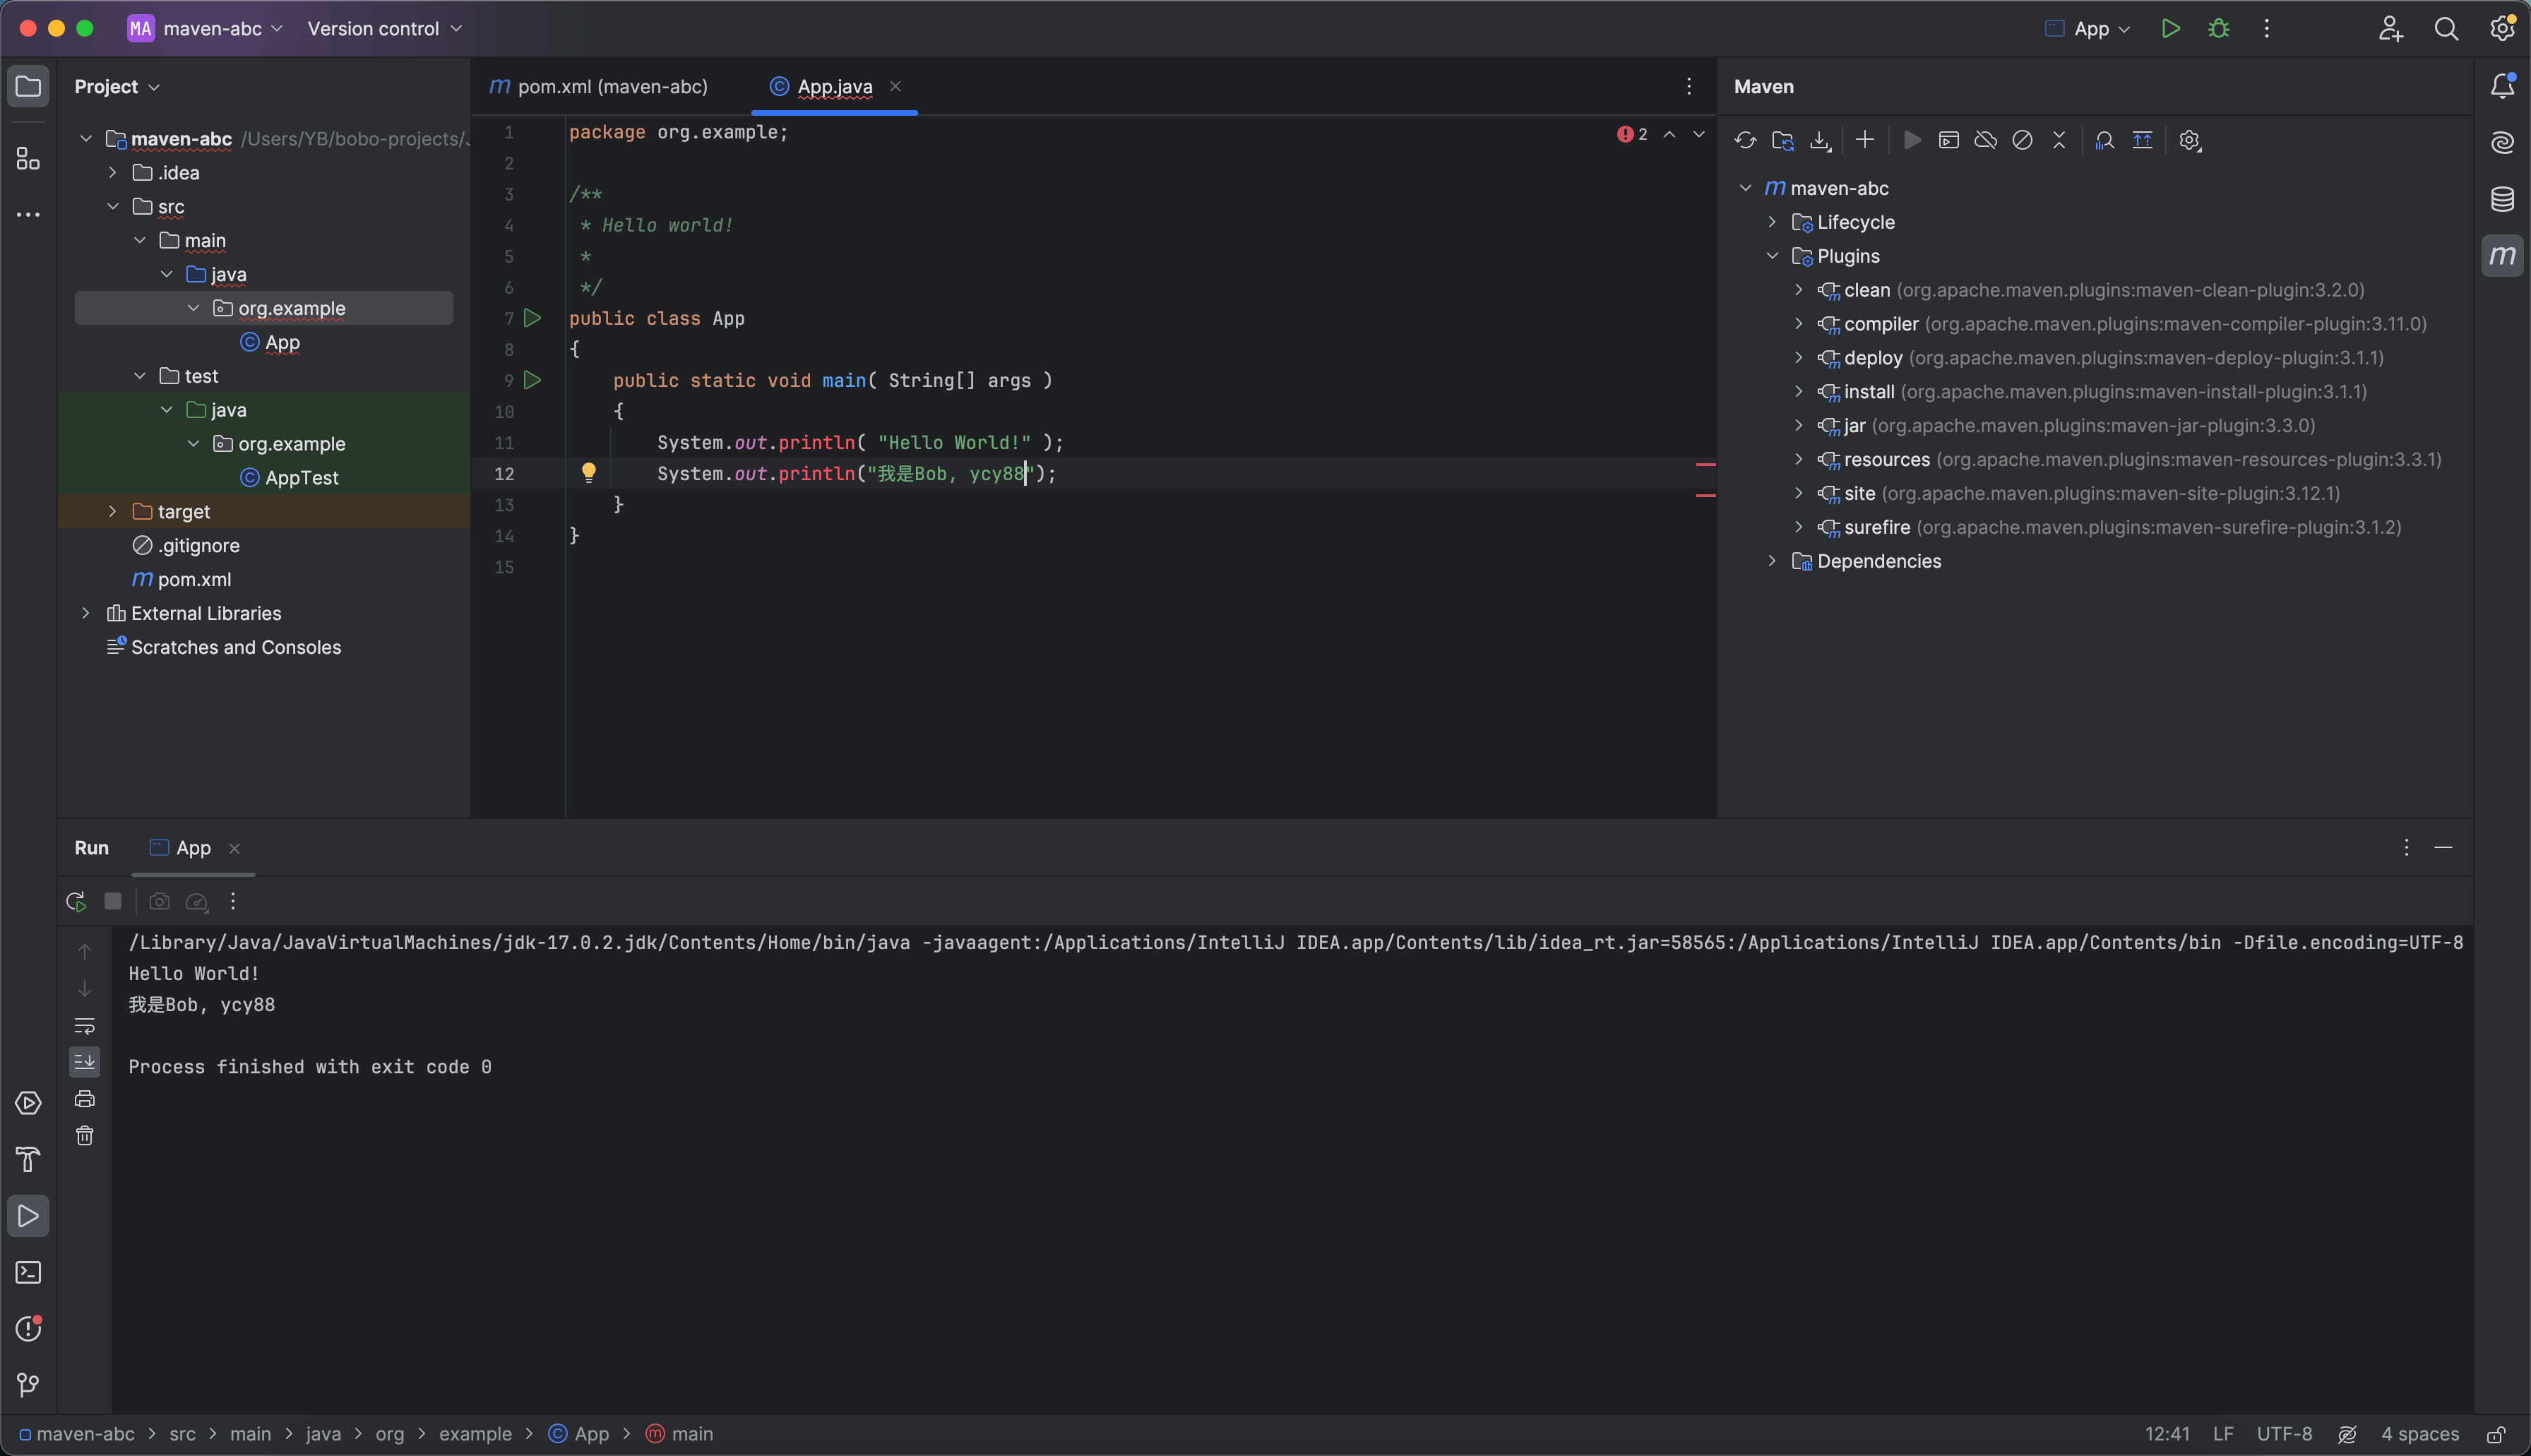 MA maven-abc Version control App
Project
pom.xml (maven-abc) App.java
Maven
maven-abc /Users/YB/bobo-projects/
.idea
src
main
java
org.example
App
test
java
org.example
AppTest
target
.gitignore
pom.xml
External Libraries
Scratches and Consoles
2
1 package org.example;
2
3 /**
4 * Hello world!
5 *
6 */
7 public class App
8 {
9 public static void main( String[] args )
10 {
11 System.out.println( "Hello World!" );
12 System.out.println("我是Bob, ycy88");
13 }
14 }
15
maven-abc
Lifecycle
Plugins
clean (org.apache.maven.plugins:maven-clean-plugin:3.2.0)
compiler (org.apache.maven.plugins:maven-compiler-plugin:3.11.0)
deploy (org.apache.maven.plugins:maven-deploy-plugin:3.1.1)
install (org.apache.maven.plugins:maven-install-plugin:3.1.1)
jar (org.apache.maven.plugins:maven-jar-plugin:3.3.0)
resources (org.apache.maven.plugins:maven-resources-plugin:3.3.1)
site (org.apache.maven.plugins:maven-site-plugin:3.12.1)
surefire (org.apache.maven.plugins:maven-surefire-plugin:3.1.2)
Dependencies
Run App
/Library/Java/JavaVirtualMachines/jdk-17.0.2.jdk/Contents/Home/bin/java -javaagent:/Applications/IntelliJ IDEA.app/Contents/lib/idea_rt.jar=58565:/Applications/IntelliJ IDEA.app/Contents/bin -Dfile.encoding=UTF-8
Hello World!
我是Bob, ycy88
Process finished with exit code 0
maven-abc > src > main > java > org > example > App > main
12:41 LF UTF-8 4 spaces